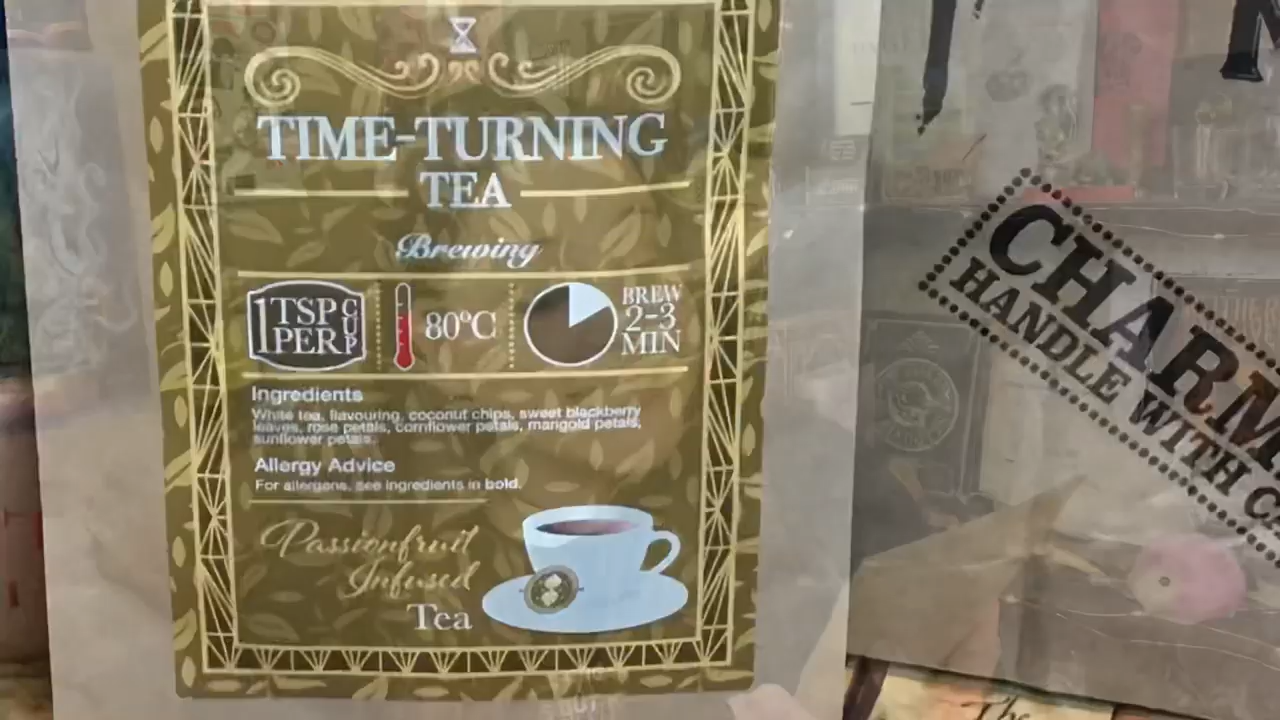 TIME-TURNING
TEA
Brewing
1 TSP PER CUP
80°C
BREW
2-3
MIN
Ingredients
White tea, flavouring, coconut chips, sweet blackberry
leaves, rose petals, cornflower petals, marigold petals,
sunflower petals.
Allergy Advice
For allergens, see ingredients in bold.
Passionfruit
Infused
Tea
CHARM
HANDLE WITH
The